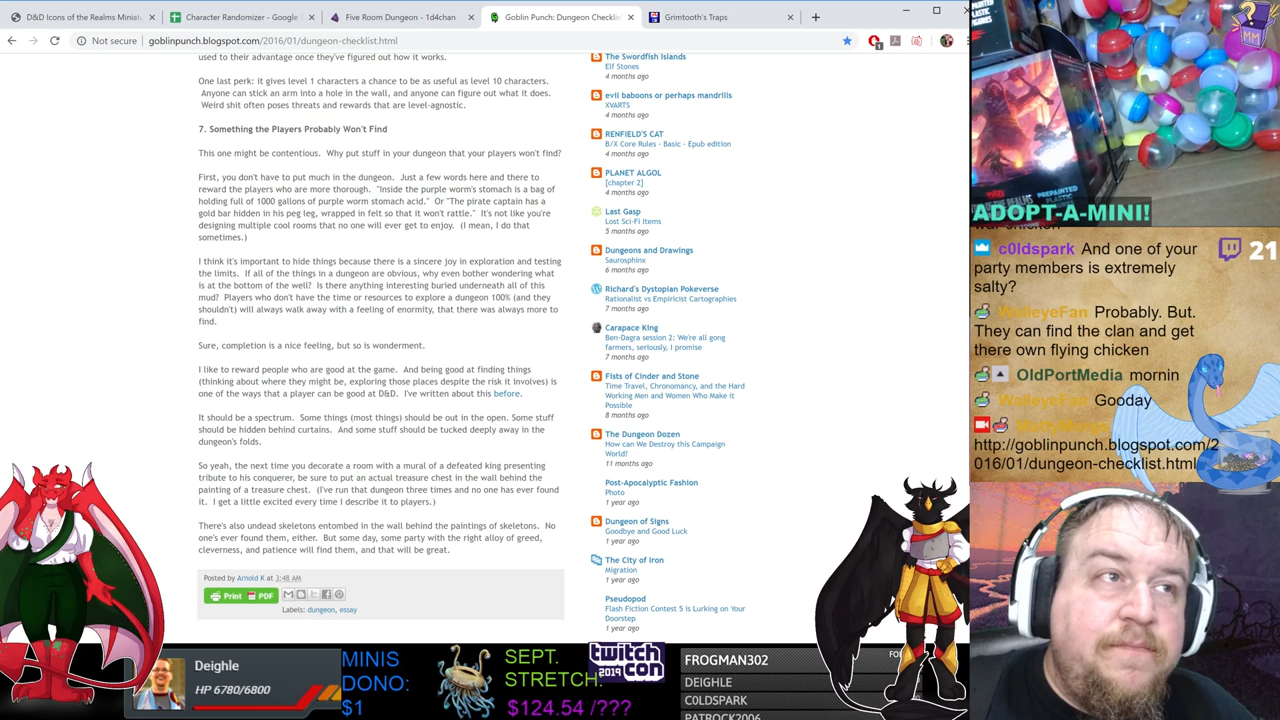 D&D Icons of the Realms Miniatu
Character Randomizer - Google S
Five Room Dungeon - 1d4chan
Goblin Punch: Dungeon Checklis
Grimtooth's Traps
Not secure
goblinpunch.blogspot.com/2016/01/dungeon-checklist.html
used to their advantage once they've figured out how it works.
One last perk: it gives level 1 characters a chance to be as useful as level 10 characters.
Anyone can stick an arm into a hole in the wall, and anyone can figure out what it does.
Weird shit often poses threats and rewards that are level-agnostic.
7. Something the Players Probably Won't Find
This one might be contentious. Why put stuff in your dungeon that your players won't find?
First, you don't have to put much in the dungeon. Just a few words here and there to
reward the players who are more thorough. "Inside the purple worm's stomach is a bag of
holding full of 1000 gallons of purple worm stomach acid." Or "The pirate captain has a
gold bar hidden in his peg leg, wrapped in felt so that it won't rattle." It's not like you're
designing multiple cool rooms that no one will ever get to enjoy. (I mean, I do that
sometimes.)
I think it's important to hide things because there is a sincere joy in exploration and testing
the limits. If all of the things in a dungeon are obvious, why even bother wondering what
is at the bottom of the well? Is there anything interesting buried underneath all of this
mud? Players who don't have the time or resources to explore a dungeon 100% (and they
shouldn't) will always walk away with a feeling of enormity, that there was always more to
find.
Sure, completion is a nice feeling, but so is wonderment.
I like to reward people who are good at the game. And being good at finding things
(thinking about where they might be, exploring those places despite the risk it involves) is
one of the ways that a player can be good at D&D. I've written about this before.
It should be a spectrum. Some things (most things) should be out in the open. Some stuff
should be hidden behind curtains. And some stuff should be tucked deeply away in the
dungeon's folds.
So yeah, the next time you decorate a room with a mural of a defeated king presenting
tribute to his conquerer, be sure to put an actual treasure chest in the wall behind the
painting of a treasure chest. (I've run that dungeon three times and no one has ever found
it. I get a little excited every time I describe it to players.)
There's also undead skeletons entombed in the wall behind the paintings of skeletons. No
one's ever found them, either. But some day, some party with the right alloy of greed,
cleverness, and patience will find them, and that will be great.
Posted by Arnold K at 3:48 AM
Print PDF
Labels: dungeon, essay
The Swordfish Islands
Elf Stones
4 months ago
evil baboons or perhaps mandrills
XVARTS
4 months ago
RENFIELD'S CAT
B/X Core Rules - Basic - Epub edition
4 months ago
PLANET ALGOL
[chapter 2]
4 months ago
Last Gasp
Lost Sci-Fi Items
5 months ago
Dungeons and Drawings
Saurosphinx
6 months ago
Richard's Dystopian Pokeverse
Rationalist vs Empiricist Cartographies
7 months ago
Carapace King
Ben-Dagra session 2: We're all gong
farmers, seriously, I promise
7 months ago
Fists of Cinder and Stone
Time Travel, Chronomancy, and the Hard
Working Men and Women Who Make it
Possible
8 months ago
The Dungeon Dozen
How can We Destroy this Campaign
World?
11 months ago
Post-Apocalyptic Fashion
Photo
1 year ago
Dungeon of Signs
Goodbye and Good Luck
1 year ago
The City of Iron
Migration
1 year ago
Pseudopod
Flash Fiction Contest 5 Is Lurking on Your
Doorstep
1 year ago
MM
ADOPT-A-MINI!
21
c0ldspark And one of your
party members is extremely
salty?
WalleyeFan Probably. But.
They can find the clan and get
there own flying chicken
OldPortMedia mornin
WalleyeFan Gooday
http://goblinpunch.blogspot.com/2
016/01/dungeon-checklist.html
Deighle
HP 6780/6800
MINIS
DONO:
$1
SEPT.
STRETCH:
$124.54 /???
twitch
con
2019
FROGMAN302
DEIGHLE
C0LDSPARK
PATROCK2006